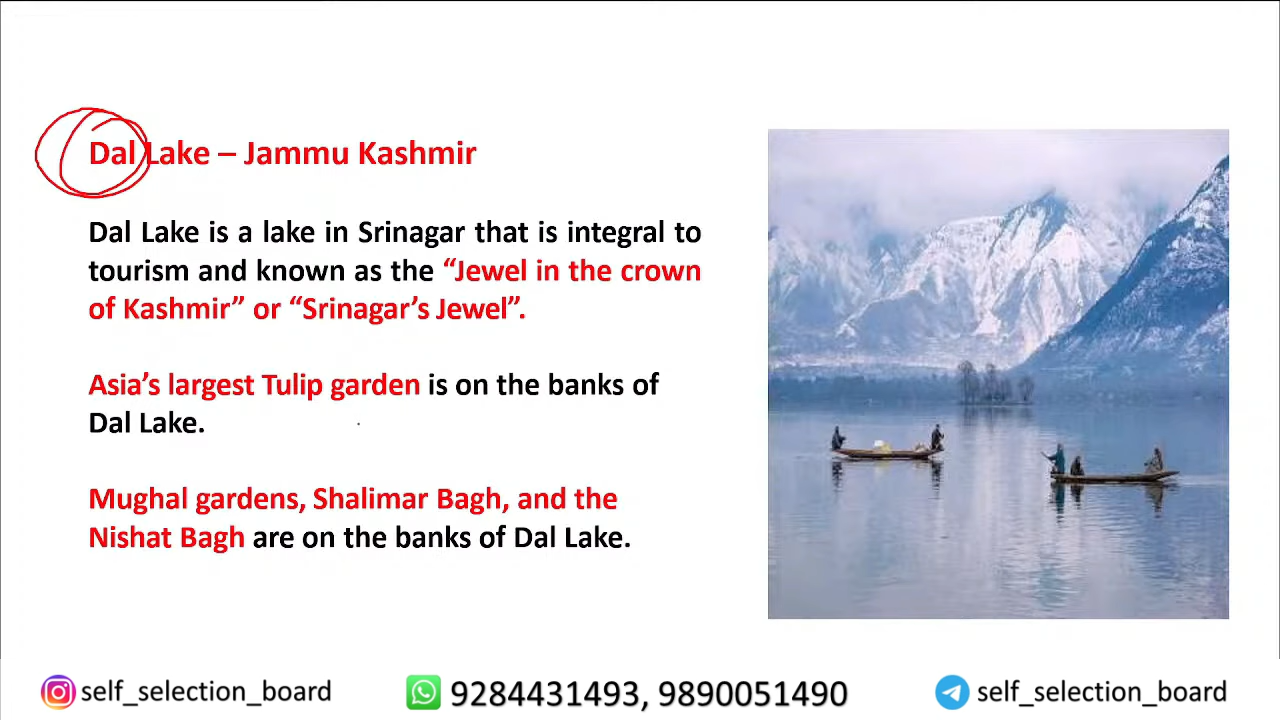 Dal Lake – Jammu Kashmir
Dal Lake is a lake in Srinagar that is integral to
tourism and known as the “Jewel in the crown
of Kashmir” or “Srinagar’s Jewel”.
Asia’s largest Tulip garden is on the banks of
Dal Lake.
Mughal gardens, Shalimar Bagh, and the
Nishat Bagh are on the banks of Dal Lake.
self_selection_board 9284431493, 9890051490 self_selection_board